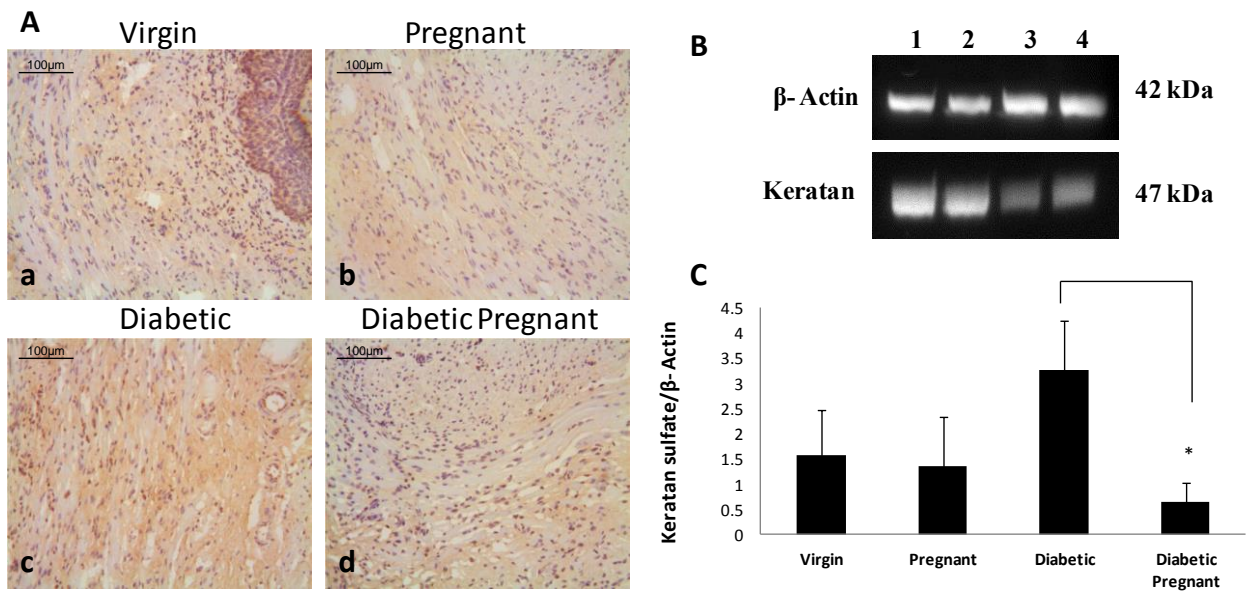 A
Virgin
Pregnant
100µm
100µm
a
b
Diabetic
Diabetic Pregnant
100µm
100µm
c
d
B
1 2 3 4
β- Actin
42 kDa
Keratan
47 kDa
C
Keratan sulfate/β- Actin
4.5
4
3.5
3
2.5
2
1.5
1
0.5
0
*
Virgin
Pregnant
Diabetic
Diabetic
Pregnant